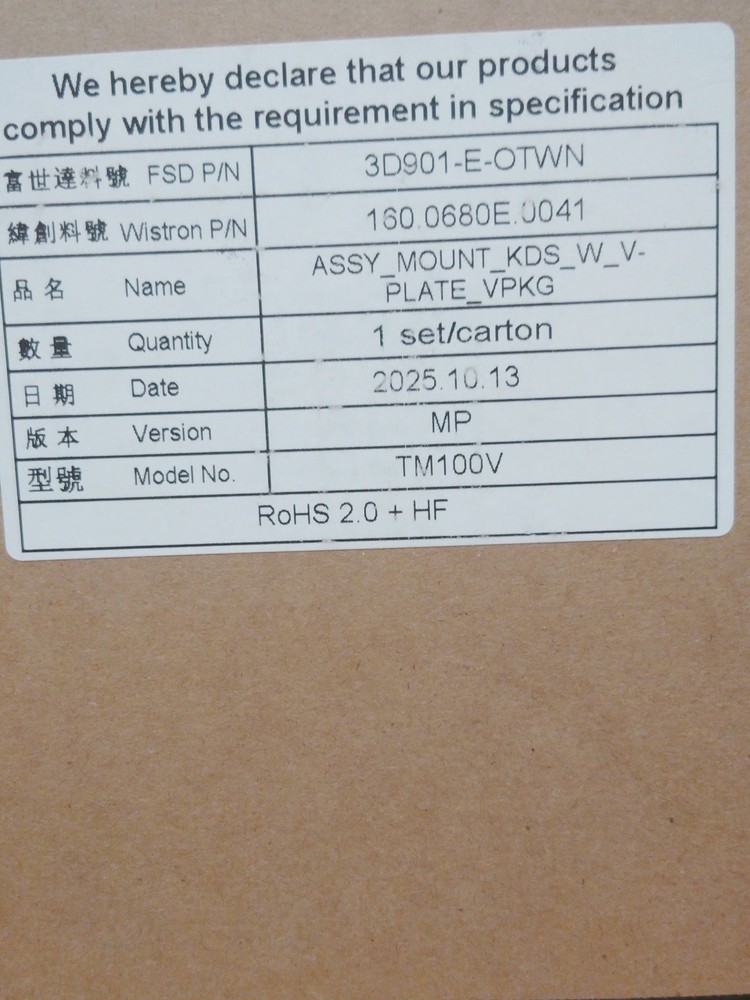 We hereby declare that our products
comply with the requirement in specification
富世達料號 FSD P/N 3D901-E-OTWN
緯創料號 Wistron P/N 160.0680E.0041
品名 Name ASSY_MOUNT_KDS_W_V-
PLATE_VPKG
數量 Quantity 1 set/carton
日期 Date 2025.10.13
版本 Version MP
型號 Model No. TM100V
RoHS 2.0 + HF